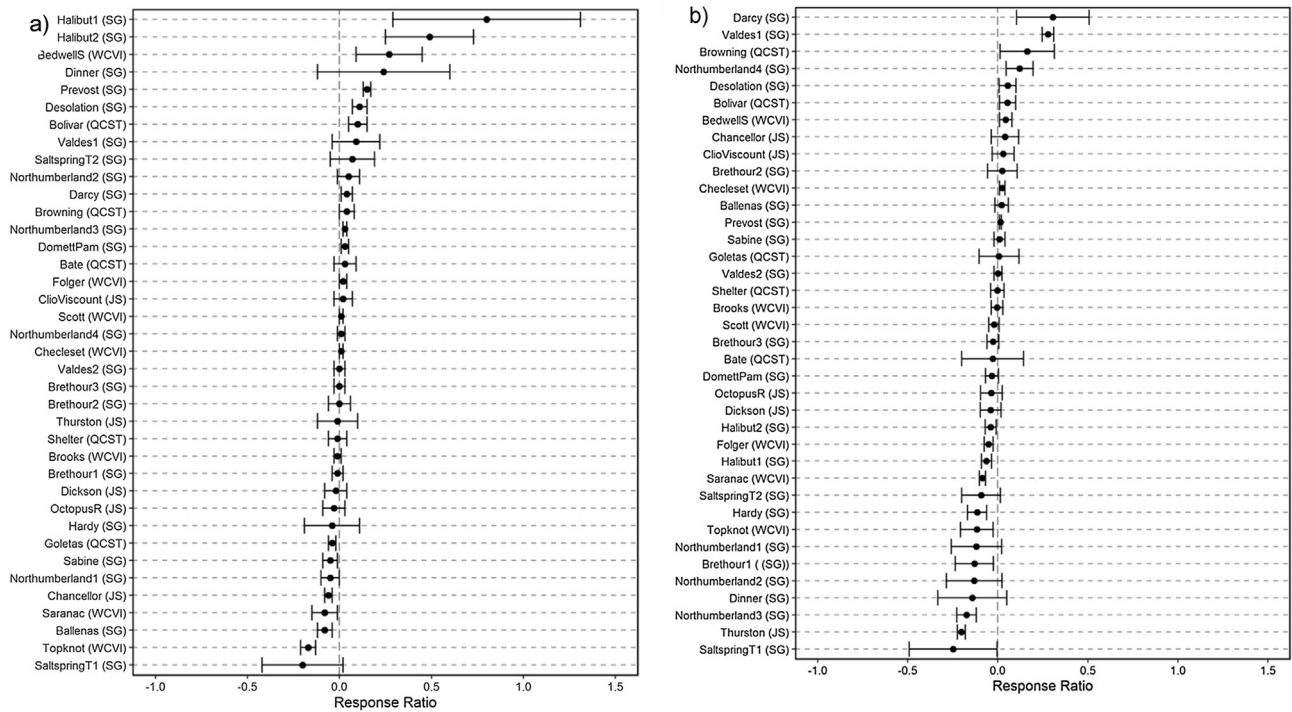 a)
Halibut1 (SG)
Halibut2 (SG)
BedwellS (WCVI)
Dinner (SG)
Prevost (SG)
Desolation (SG)
Bolivar (QCST)
Valdes1 (SG)
SaltspringT2 (SG)
Northumberland2 (SG)
Darcy (SG)
Browning (QCST)
Northumberland3 (SG)
DomettPam (SG)
Bate (QCST)
Folger (WCVI)
ClioViscount (JS)
Scott (WCVI)
Northumberland4 (SG)
Checleset (WCVI)
Valdes2 (SG)
Brethour3 (SG)
Brethour2 (SG)
Thurston (JS)
Shelter (QCST)
Brooks (WCVI)
Brethour1 (SG)
Dickson (JS)
OctopusR (JS)
Hardy (SG)
Goletas (QCST)
Sabine (SG)
Northumberland1 (SG)
Chancellor (JS)
Saranac (WCVI)
Ballenas (SG)
Topknot (WCVI)
SaltspringT1 (SG)
-1.0 -0.5 0.0 0.5 1.0 1.5
Response Ratio
b)
Darcy (SG)
Valdes1 (SG)
Browning (QCST)
Northumberland4 (SG)
Desolation (SG)
Bolivar (QCST)
BedwellS (WCVI)
Chancellor (JS)
ClioViscount (JS)
Brethour2 (SG)
Checleset (WCVI)
Ballenas (SG)
Prevost (SG)
Sabine (SG)
Goletas (QCST)
Valdes2 (SG)
Shelter (QCST)
Brooks (WCVI)
Scott (WCVI)
Brethour3 (SG)
Bate (QCST)
DomettPam (SG)
OctopusR (JS)
Dickson (JS)
Halibut2 (SG)
Folger (WCVI)
Halibut1 (SG)
Saranac (WCVI)
SaltspringT2 (SG)
Hardy (SG)
Topknot (WCVI)
Northumberland1 (SG)
Brethour1 ( (SG))
Northumberland2 (SG)
Dinner (SG)
Northumberland3 (SG)
Thurston (JS)
SaltspringT1 (SG)
-1.0 -0.5 0.0 0.5 1.0 1.5
Response Ratio